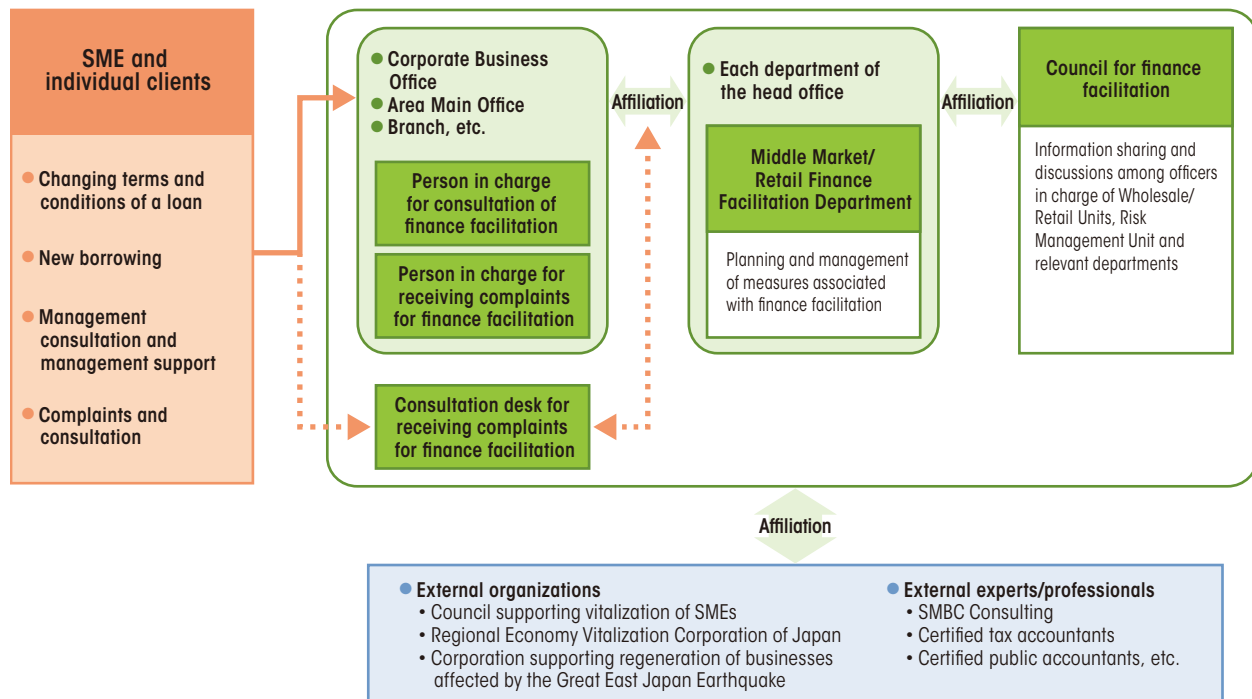 SME and
individual clients
● Changing terms and
conditions of a loan
● New borrowing
● Management
consultation and
management support
● Complaints and
consultation
● Corporate Business
Office
● Area Main Office
● Branch, etc.
Person in charge
for consultation of
finance facilitation
Person in charge for
receiving complaints
for finance facilitation
Consultation desk for
receiving complaints
for finance facilitation
Affiliation
● Each department of
the head office
Middle Market/
Retail Finance
Facilitation Department
Planning and management
of measures associated
with finance facilitation
Affiliation
Council for finance
facilitation
Information sharing and
discussions among officers
in charge of Wholesale/
Retail Units, Risk
Management Unit and
relevant departments
Affiliation
● External organizations
• Council supporting vitalization of SMEs
• Regional Economy Vitalization Corporation of Japan
• Corporation supporting regeneration of businesses
affected by the Great East Japan Earthquake
● External experts/professionals
• SMBC Consulting
• Certified tax accountants
• Certified public accountants, etc.